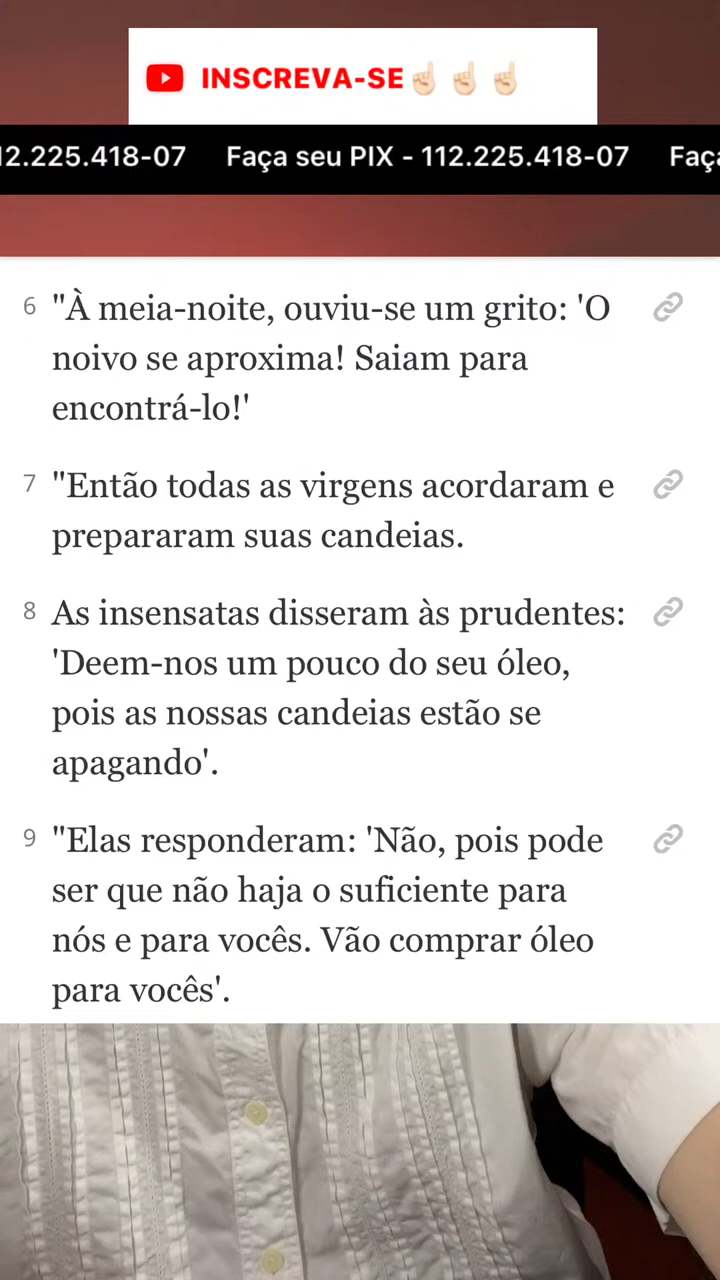 INSCREVA-SE☝🏻☝🏻☝🏻
12.225.418-07 Faça seu PIX - 112.225.418-07 Faça
6 "À meia-noite, ouviu-se um grito: 'O
noivo se aproxima! Saiam para
encontrá-lo!'
7 "Então todas as virgens acordaram e
prepararam suas candeias.
8 As insensatas disseram às prudentes:
'Deem-nos um pouco do seu óleo,
pois as nossas candeias estão se
apagando'.
9 "Elas responderam: 'Não, pois pode
ser que não haja o suficiente para
nós e para vocês. Vão comprar óleo
para vocês'.